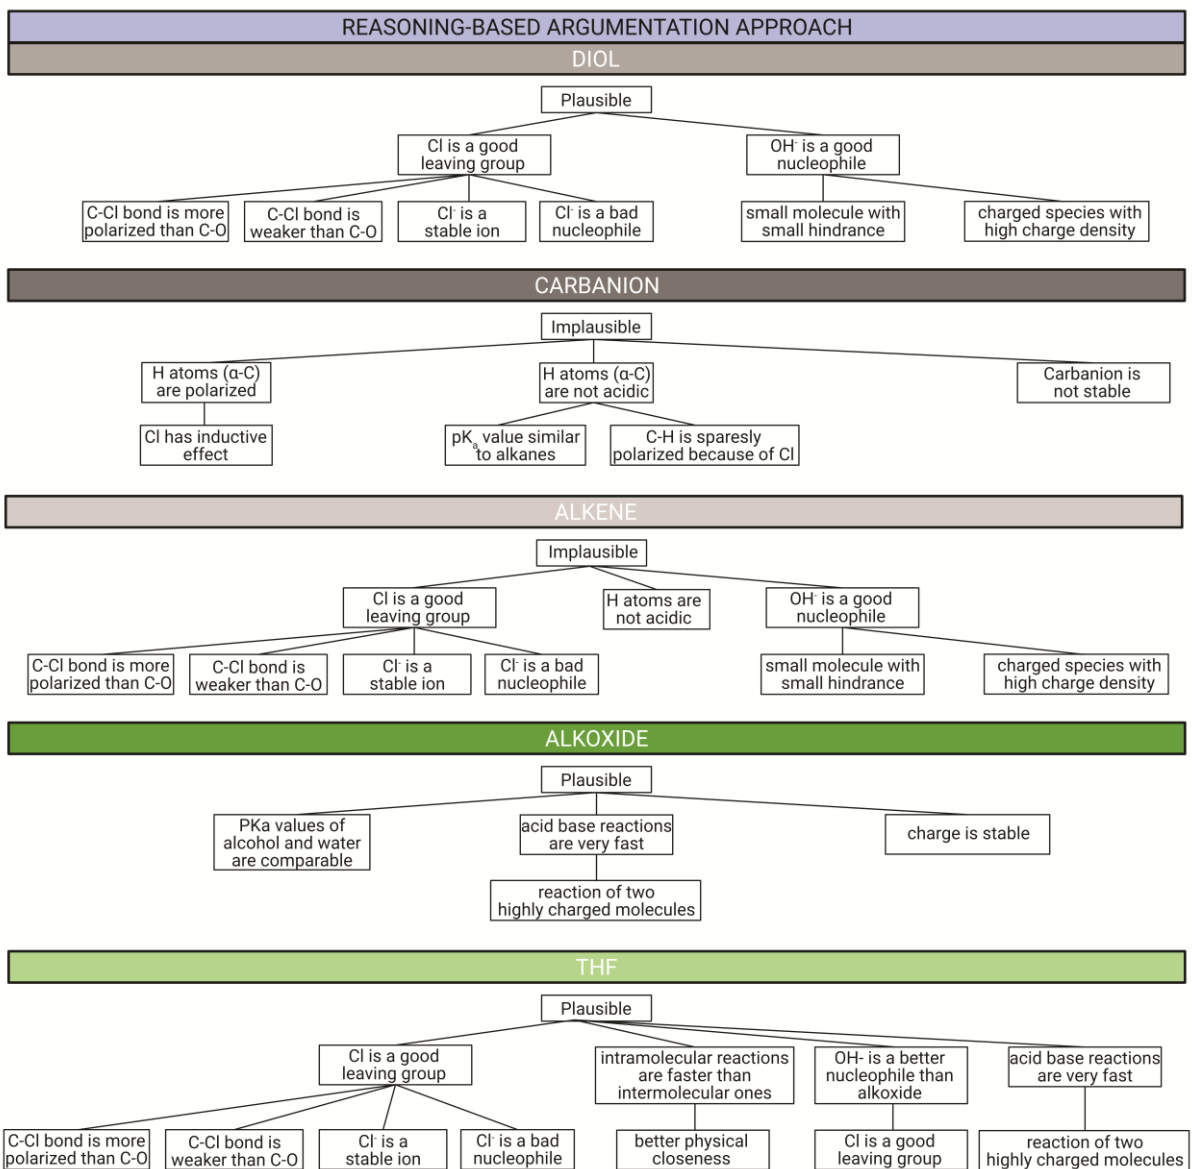 REASONING-BASED ARGUMENTATION APPROACH
DIOL
Plausible
Cl is a good
leaving group
OH⁻ is a good
nucleophile
C-Cl bond is more
polarized than C-O
C-Cl bond is
weaker than C-O
Cl⁻ is a
stable ion
Cl⁻ is a bad
nucleophile
small molecule with
small hindrance
charged species with
high charge density
CARBANION
Implausible
H atoms (α-C)
are polarized
H atoms (α-C)
are not acidic
Carbanion is
not stable
Cl has inductive
effect
pKₐ value similar
to alkanes
C-H is sparesly
polarized because of Cl
ALKENE
Implausible
Cl is a good
leaving group
H atoms are
not acidic
OH⁻ is a good
nucleophile
C-Cl bond is more
polarized than C-O
C-Cl bond is
weaker than C-O
Cl⁻ is a
stable ion
Cl⁻ is a bad
nucleophile
small molecule with
small hindrance
charged species with
high charge density
ALKOXIDE
Plausible
PKa values of
alcohol and water
are comparable
acid base reactions
are very fast
charge is stable
reaction of two
highly charged molecules
THF
Plausible
Cl is a good
leaving group
intramolecular reactions
are faster than
intermolecular ones
OH- is a better
nucleophile than
alkoxide
acid base reactions
are very fast
C-Cl bond is more
polarized than C-O
C-Cl bond is
weaker than C-O
Cl⁻ is a
stable ion
Cl⁻ is a bad
nucleophile
better physical
closeness
Cl is a good
leaving group
reaction of two
highly charged molecules